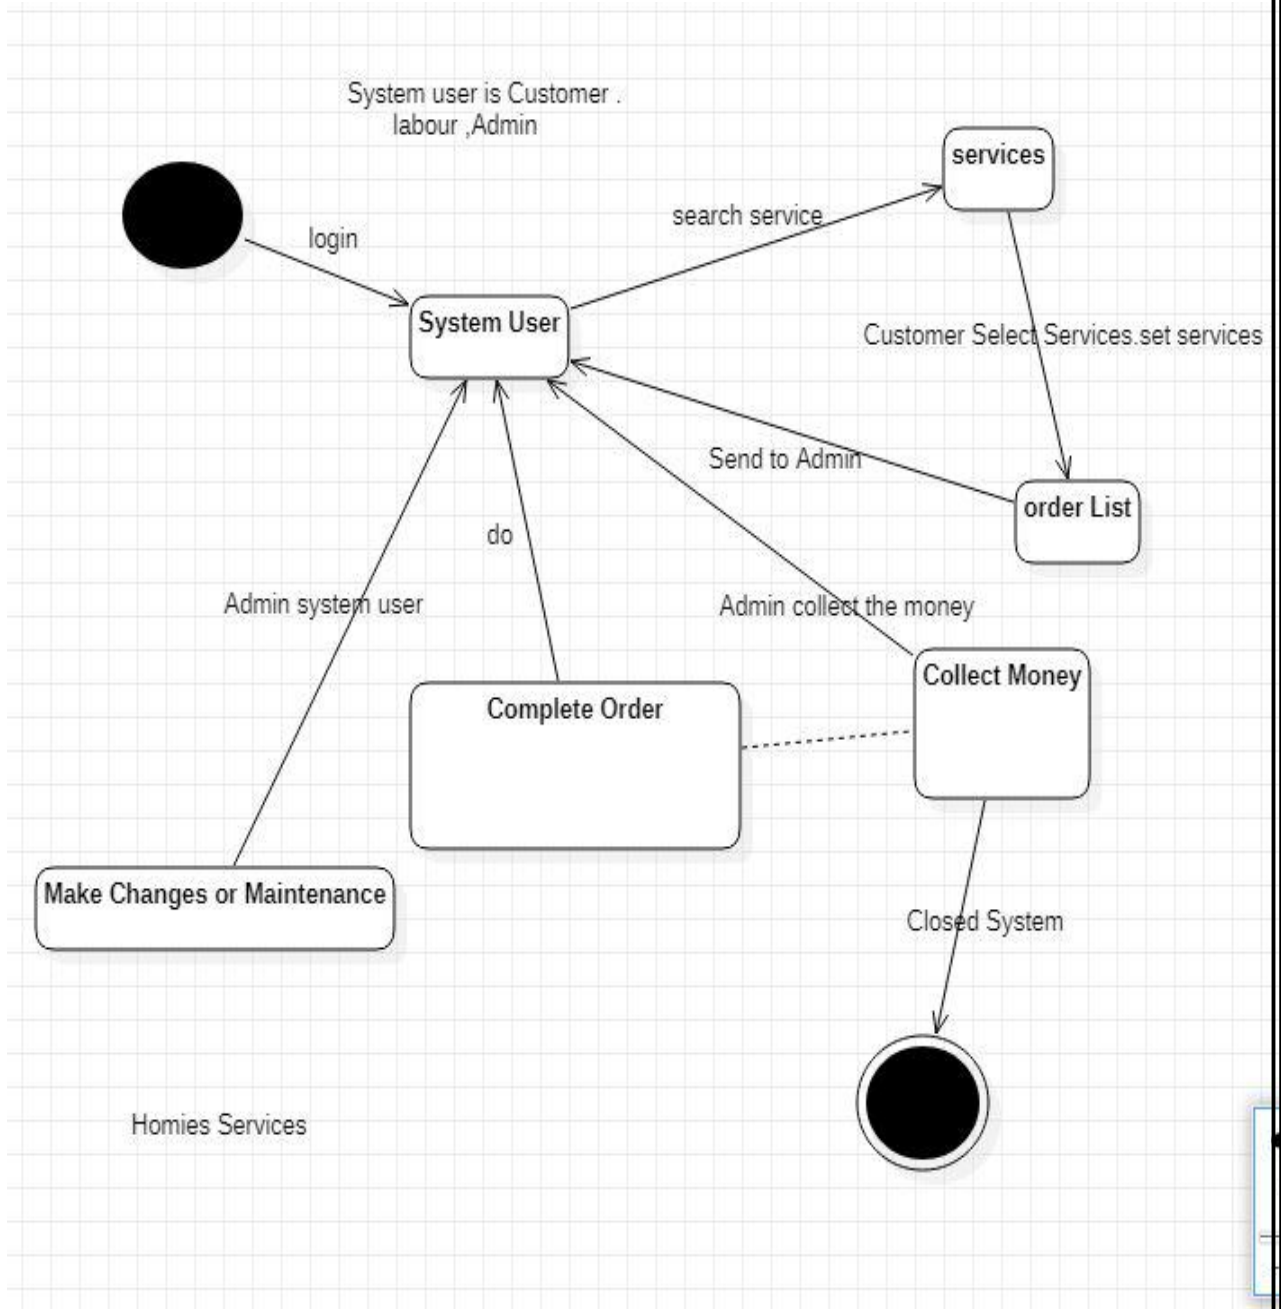 System user is Customer .
labour ,Admin
services
search service
login
System User
Customer Select Services.set services
Send to Admin
order List
do
Admin system user
Admin collect the money
Collect Money
Complete Order
Make Changes or Maintenance
Closed System
Homies Services